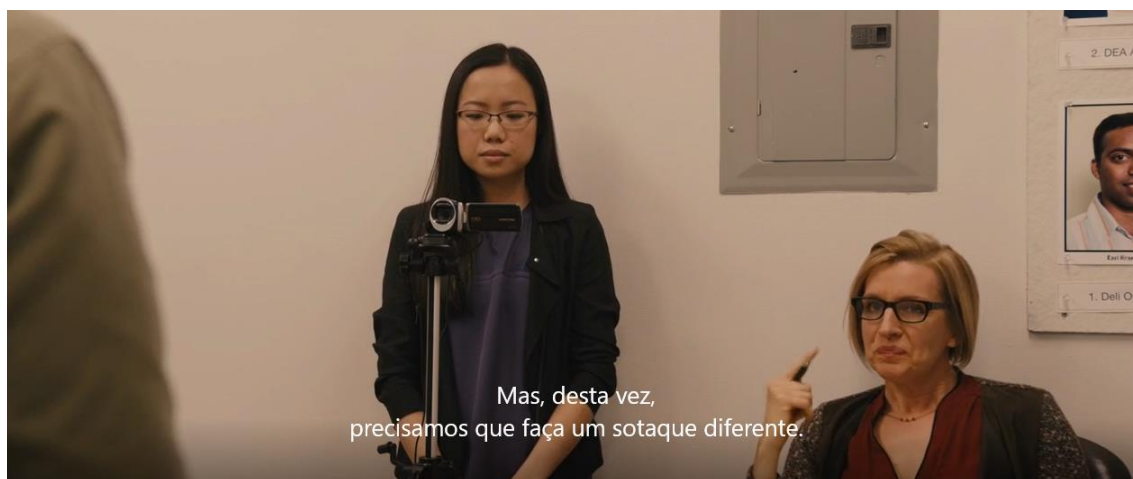 2. DEA
1. Deli
Mas, desta vez,
precisamos que faça um sotaque diferente.